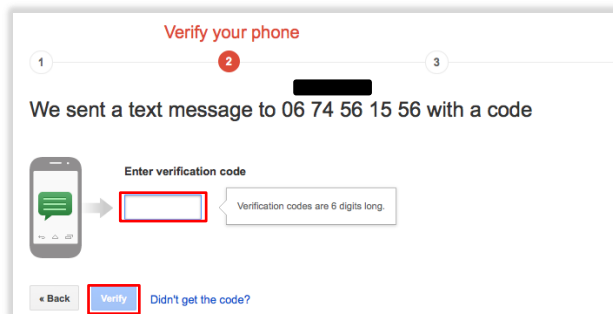 Verify your phone
1 2 3
We sent a text message to 06 74 56 15 56 with a code
Enter verification code
Verification codes are 6 digits long.
« Back Verify Didn't get the code?